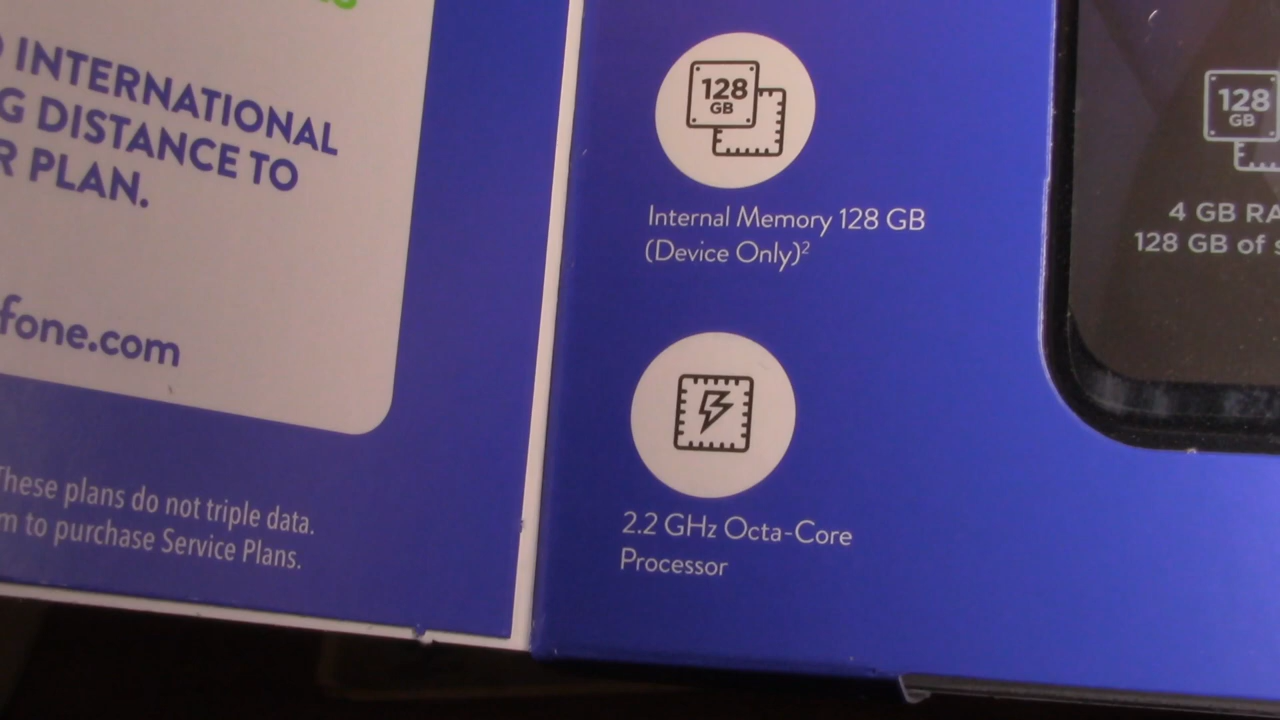 INTERNATIONAL
DISTANCE TO
PLAN.
fone.com
These plans do not triple data.
to purchase Service Plans.
128
GB
Internal Memory 128 GB
(Device Only)²
2.2 GHz Octa-Core
Processor
128
GB
4 GB
128 GB of